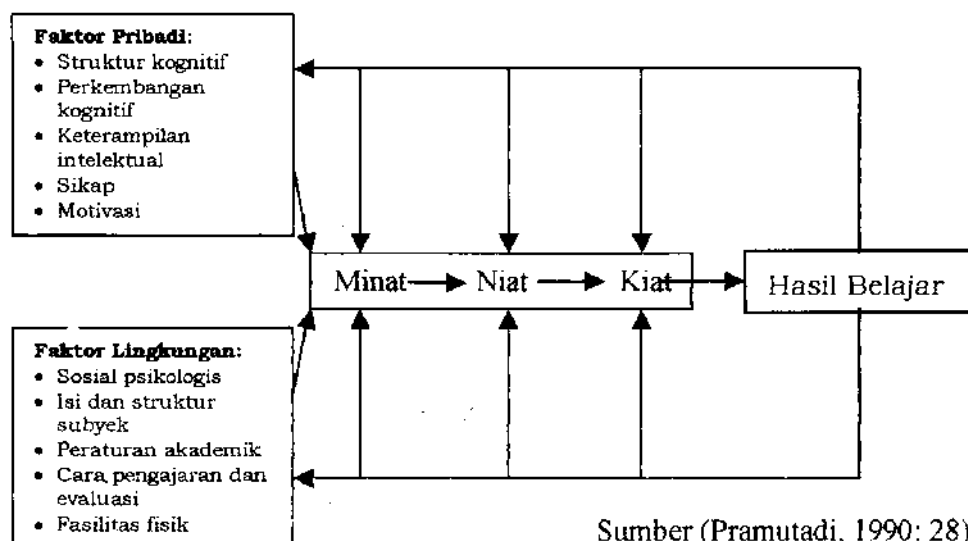 Faktor Pribadi:
• Struktur kognitif
• Perkembangan
kognitif
• Keterampilan
intelektual
• Sikap
• Motivasi
Minat → Niat → Kiat → Hasil Belajar
Faktor Lingkungan:
• Sosial psikologis
• Isi dan struktur
subyek
• Peraturan akademik
• Cara pengajaran dan
evaluasi
• Fasilitas fisik
Sumber (Pramutadi, 1990: 28)